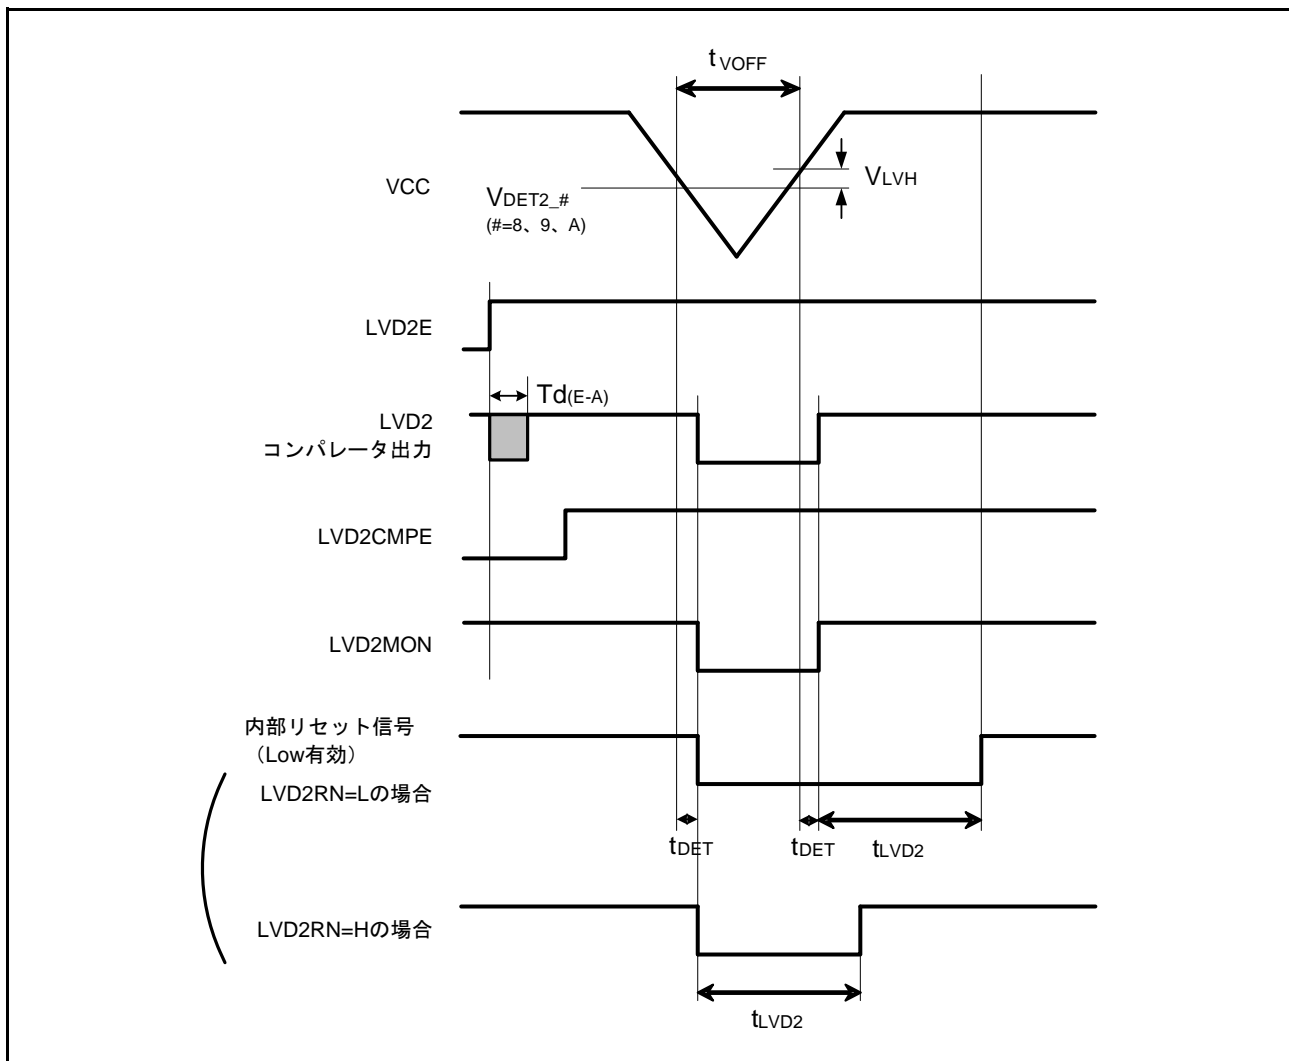 tVOFF
VCC
VDET2_#
(#=8、9、A)
VLVH
LVD2E
Td(E-A)
LVD2
コンパレータ出力
LVD2CMPE
LVD2MON
内部リセット信号
（Low有効）
LVD2RN=Lの場合
tDET
tDET
tLVD2
LVD2RN=Hの場合
tLVD2